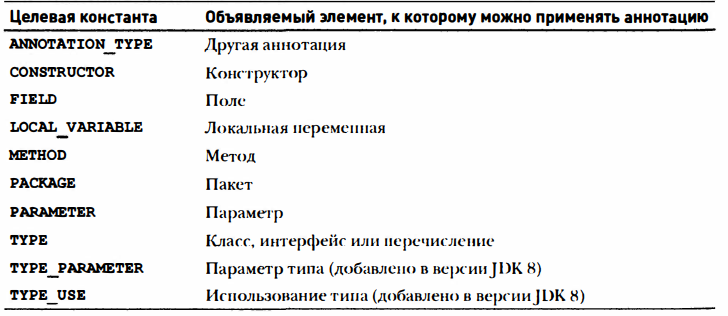 Целевая константа Объявляемый элемент, к которому можно применять аннотацию
ANNOTATION_TYPE Другая аннотация
CONSTRUCTOR Конструктор
FIELD Поле
LOCAL_VARIABLE Локальная переменная
METHOD Метод
PACKAGE Пакет
PARAMETER Параметр
TYPE Класс, интерфейс или перечисление
TYPE_PARAMETER Параметр типа (добавлено в версии JDK 8)
TYPE_USE Использование типа (добавлено в версии JDK 8)